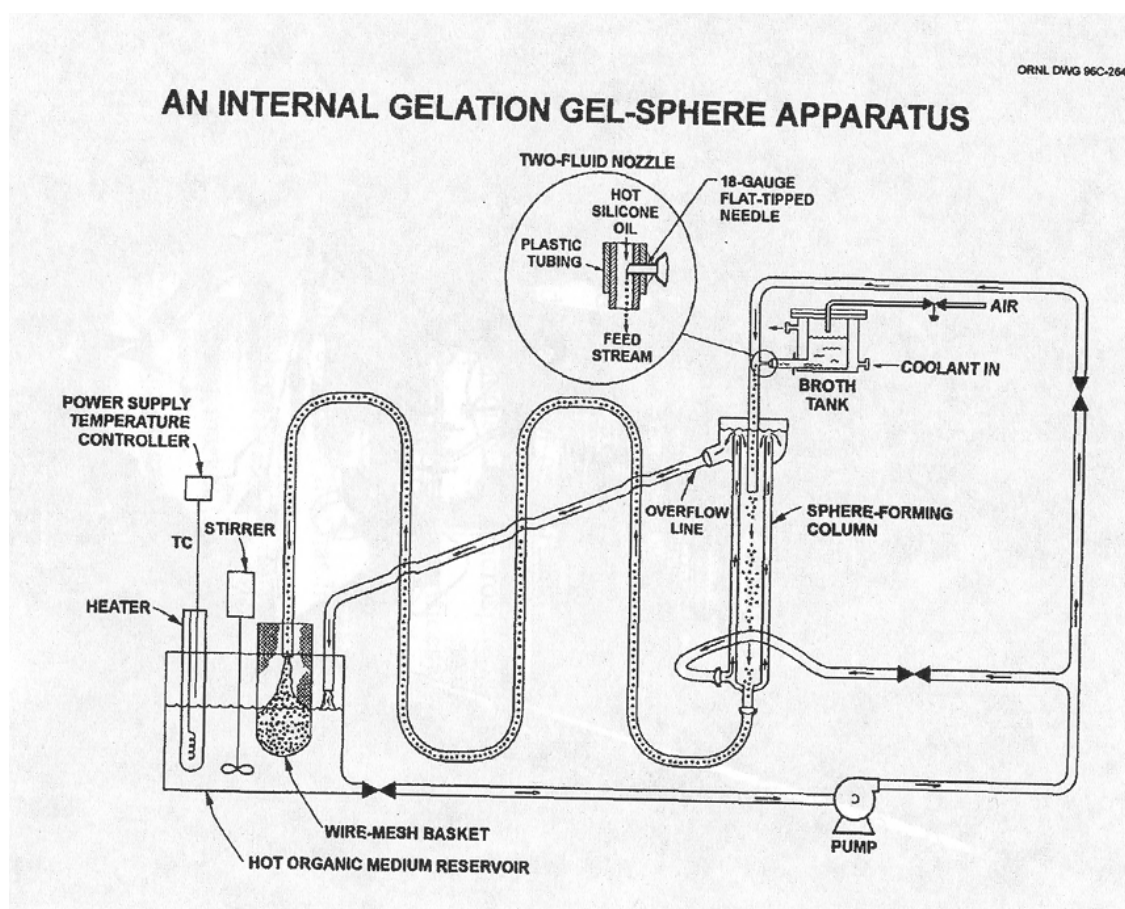 ORNL DWG 96C-264
AN INTERNAL GELATION GEL-SPHERE APPARATUS
TWO-FLUID NOZZLE
18-GAUGE
FLAT-TIPPED
NEEDLE
HOT
SILICONE
OIL
PLASTIC
TUBING
FEED
STREAM
AIR
COOLANT IN
BROTH
TANK
POWER SUPPLY
TEMPERATURE
CONTROLLER
OVERFLOW
LINE
SPHERE-FORMING
COLUMN
STIRRER
TC
HEATER
WIRE-MESH BASKET
HOT ORGANIC MEDIUM RESERVOIR
PUMP